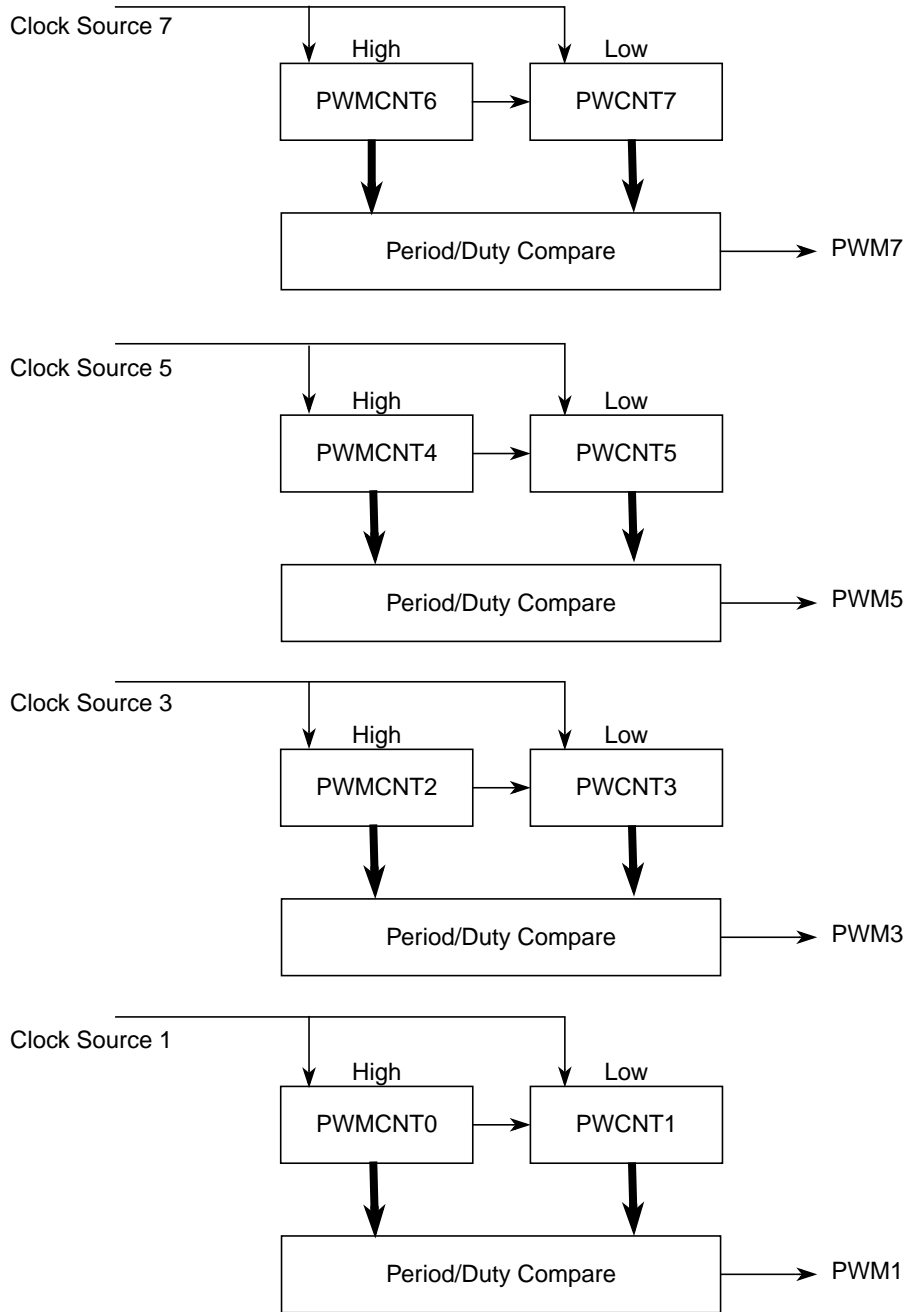 Clock Source 7
High
Low
PWMCNT6
PWCNT7
Period/Duty Compare
PWM7
Clock Source 5
High
Low
PWMCNT4
PWCNT5
Period/Duty Compare
PWM5
Clock Source 3
High
Low
PWMCNT2
PWCNT3
Period/Duty Compare
PWM3
Clock Source 1
High
Low
PWMCNT0
PWCNT1
Period/Duty Compare
PWM1